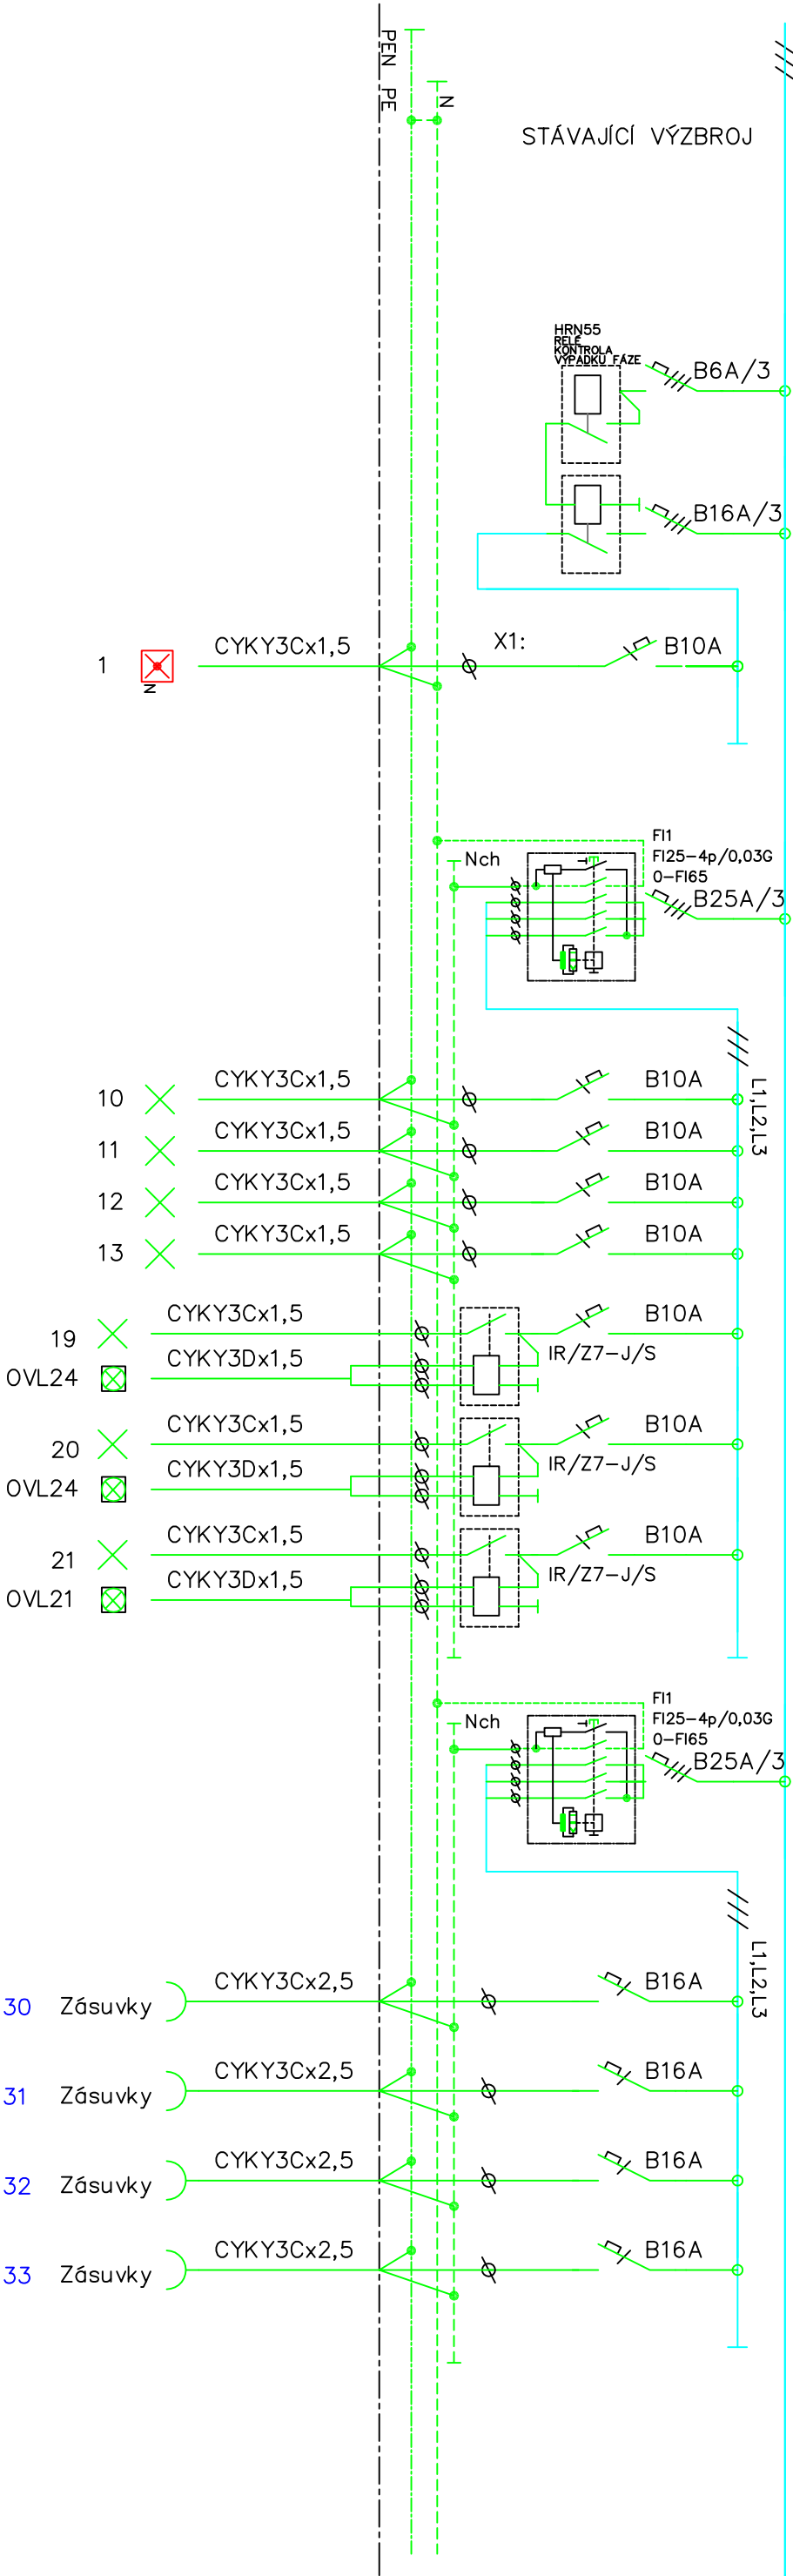 PEN PE
N
STÁVAJÍCÍ VÝZBROJ
HRN55
RELÉ
KONTROLA
VÝPADKU FÁZE
B6A/3
B16A/3
1 CYKY3Cx1,5 X1: B10A
N
FI1
FI25-4p/0,03G
0-FI65
Nch
B25A/3
L1,L2,L3
10 CYKY3Cx1,5 B10A
11 CYKY3Cx1,5 B10A
12 CYKY3Cx1,5 B10A
13 CYKY3Cx1,5 B10A
19 CYKY3Cx1,5 B10A
OVL24 CYKY3Dx1,5 IR/Z7-J/S
20 CYKY3Cx1,5 B10A
OVL24 CYKY3Dx1,5 IR/Z7-J/S
21 CYKY3Cx1,5 B10A
OVL21 CYKY3Dx1,5 IR/Z7-J/S
FI1
FI25-4p/0,03G
0-FI65
Nch
B25A/3
L1,L2,L3
30 Zásuvky CYKY3Cx2,5 B16A
31 Zásuvky CYKY3Cx2,5 B16A
32 Zásuvky CYKY3Cx2,5 B16A
33 Zásuvky CYKY3Cx2,5 B16A